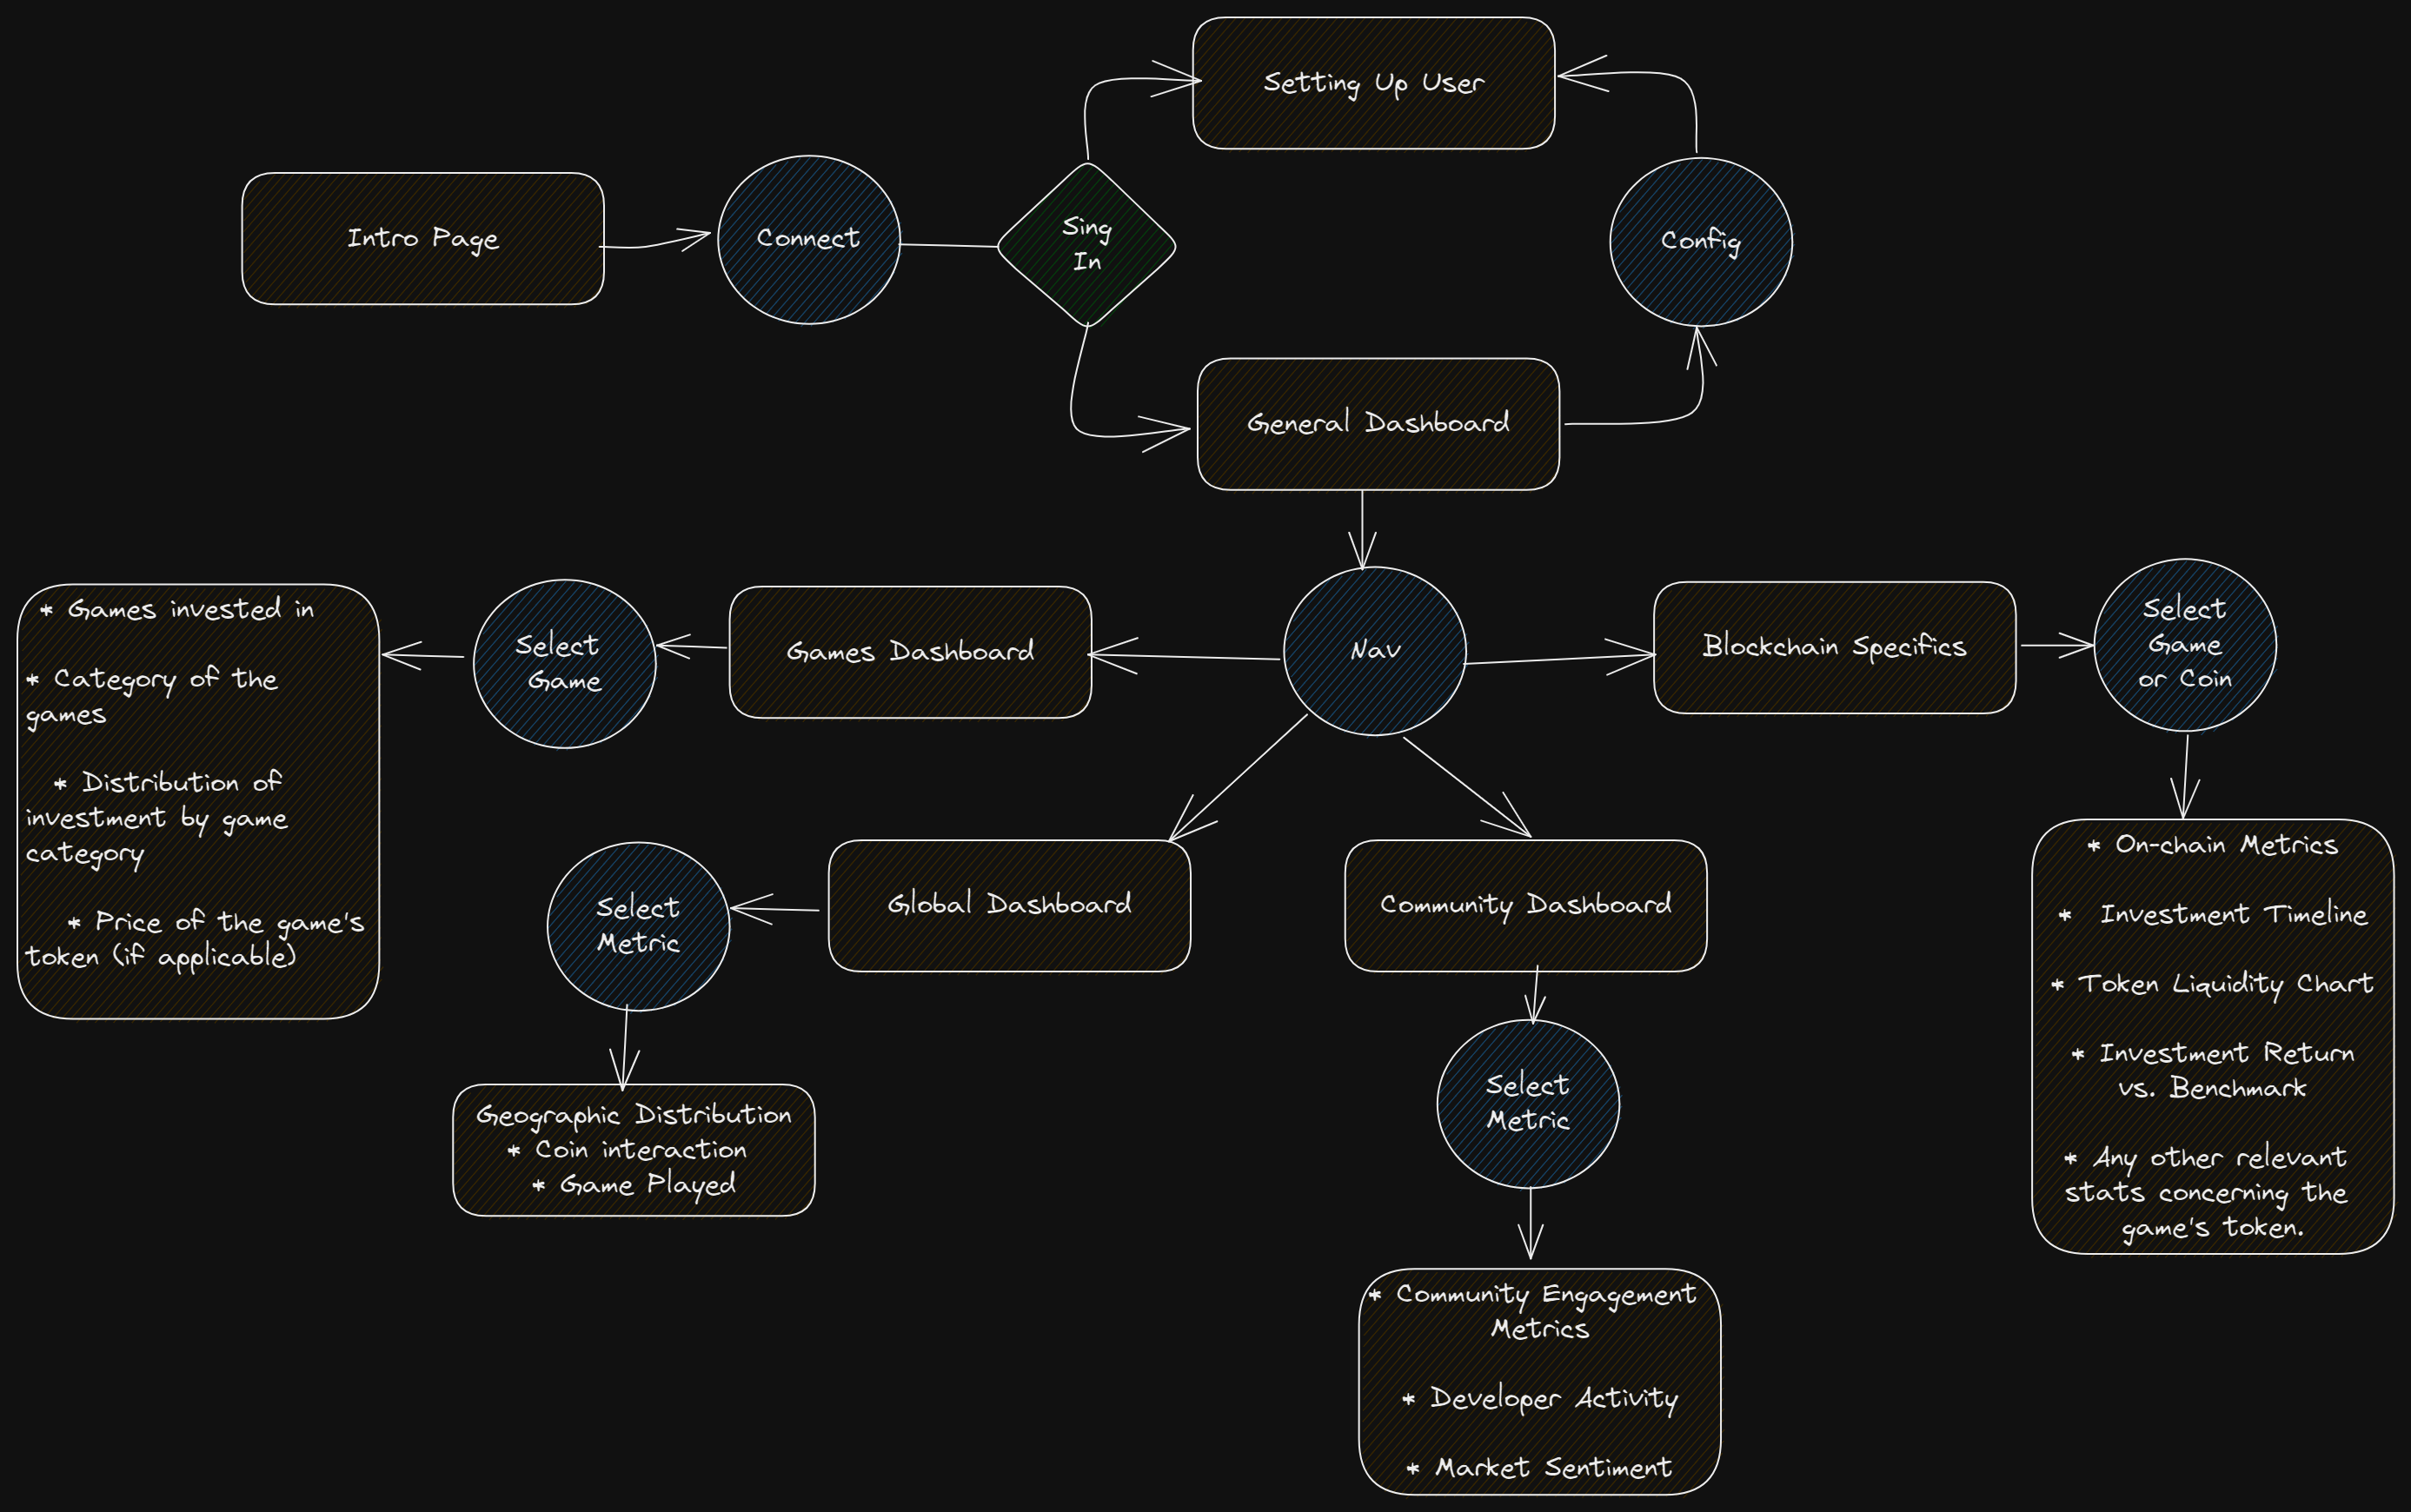 Setting Up User
Intro Page
Connect
Sing
In
Config
General Dashboard
* Games invested in
* Category of the
games
* Distribution of
investment by game
category
* Price of the game's
token (if applicable)
Select
Game
Games Dashboard
Nav
Blockchain Specifics
Select
Game
or Coin
Select
Metric
Global Dashboard
Community Dashboard
* On-chain Metrics
* Investment Timeline
* Token Liquidity Chart
* Investment Return
vs. Benchmark
* Any other relevant
stats concerning the
game's token.
Geographic Distribution
* Coin interaction
* Game Played
Select
Metric
* Community Engagement
Metrics
* Developer Activity
* Market Sentiment